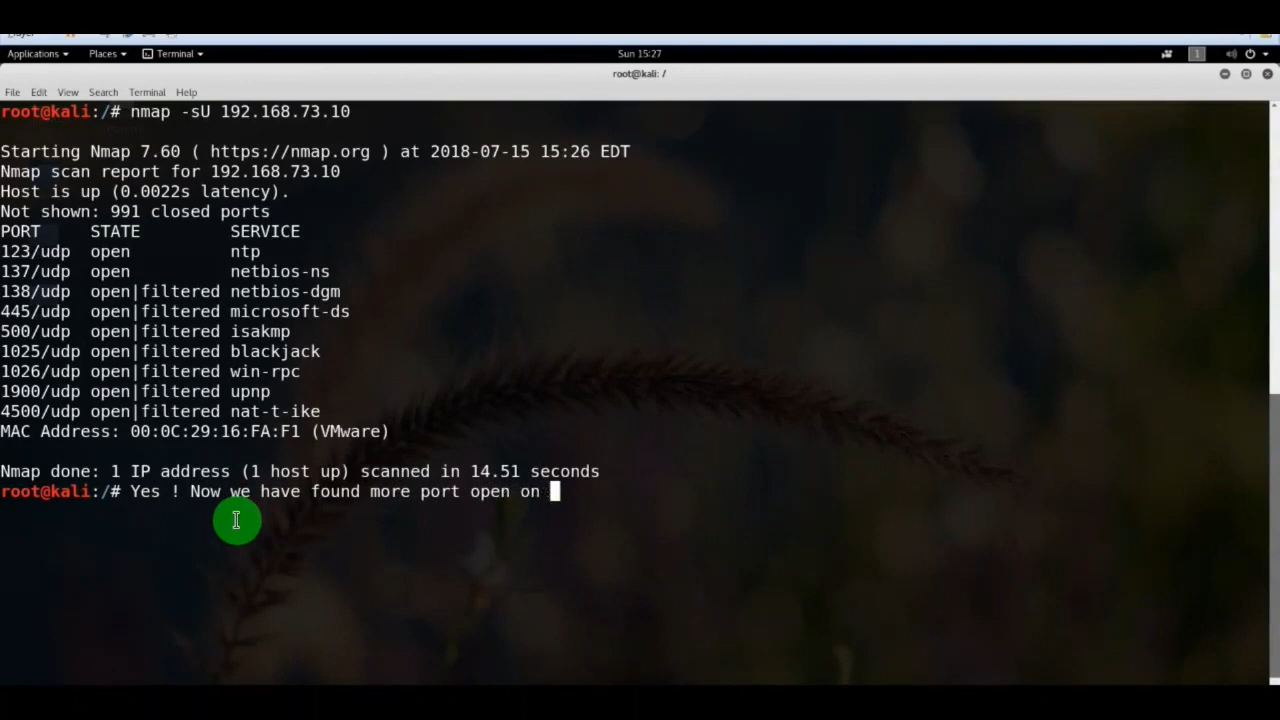 Applications Places Terminal Sun 15:27 1
root@kali: /
File Edit View Search Terminal Help
root@kali:/# nmap -sU 192.168.73.10
Starting Nmap 7.60 ( https://nmap.org ) at 2018-07-15 15:26 EDT
Nmap scan report for 192.168.73.10
Host is up (0.0022s latency).
Not shown: 991 closed ports
PORT STATE SERVICE
123/udp open ntp
137/udp open netbios-ns
138/udp open|filtered netbios-dgm
445/udp open|filtered microsoft-ds
500/udp open|filtered isakmp
1025/udp open|filtered blackjack
1026/udp open|filtered win-rpc
1900/udp open|filtered upnp
4500/udp open|filtered nat-t-ike
MAC Address: 00:0C:29:16:FA:F1 (VMware)
Nmap done: 1 IP address (1 host up) scanned in 14.51 seconds
root@kali:/# Yes ! Now we have found more port open on